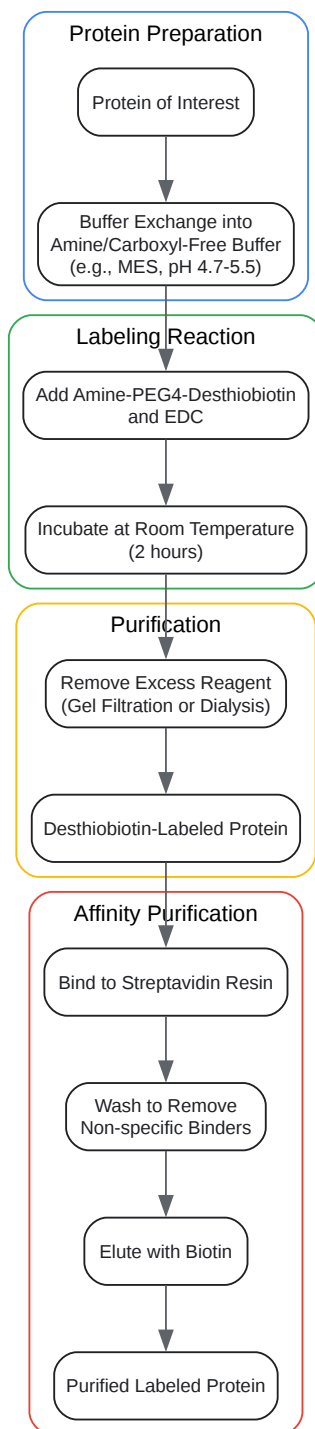 Protein Preparation
Protein of Interest
Buffer Exchange into
Amine/Carboxyl-Free Buffer
(e.g., MES, pH 4.7-5.5)
Labeling Reaction
Add Amine-PEG4-Desthiobiotin
and EDC
Incubate at Room Temperature
(2 hours)
Purification
Remove Excess Reagent
(Gel Filtration or Dialysis)
Desthiobiotin-Labeled Protein
Affinity Purification
Bind to Streptavidin Resin
Wash to Remove
Non-specific Binders
Elute with Biotin
Purified Labeled Protein